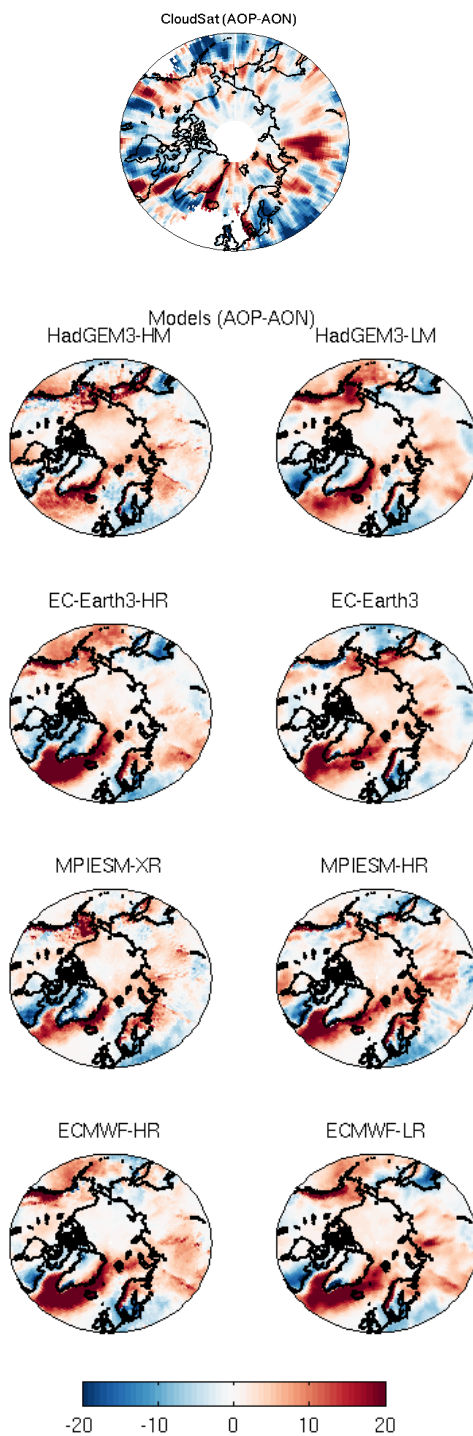 CloudSat (AOP-AON)
Models (AOP-AON)
HadGEM3-HM
HadGEM3-LM
EC-Earth3-HR
EC-Earth3
MPIESM-XR
MPIESM-HR
ECMWF-HR
ECMWF-LR
-20 -10 0 10 20